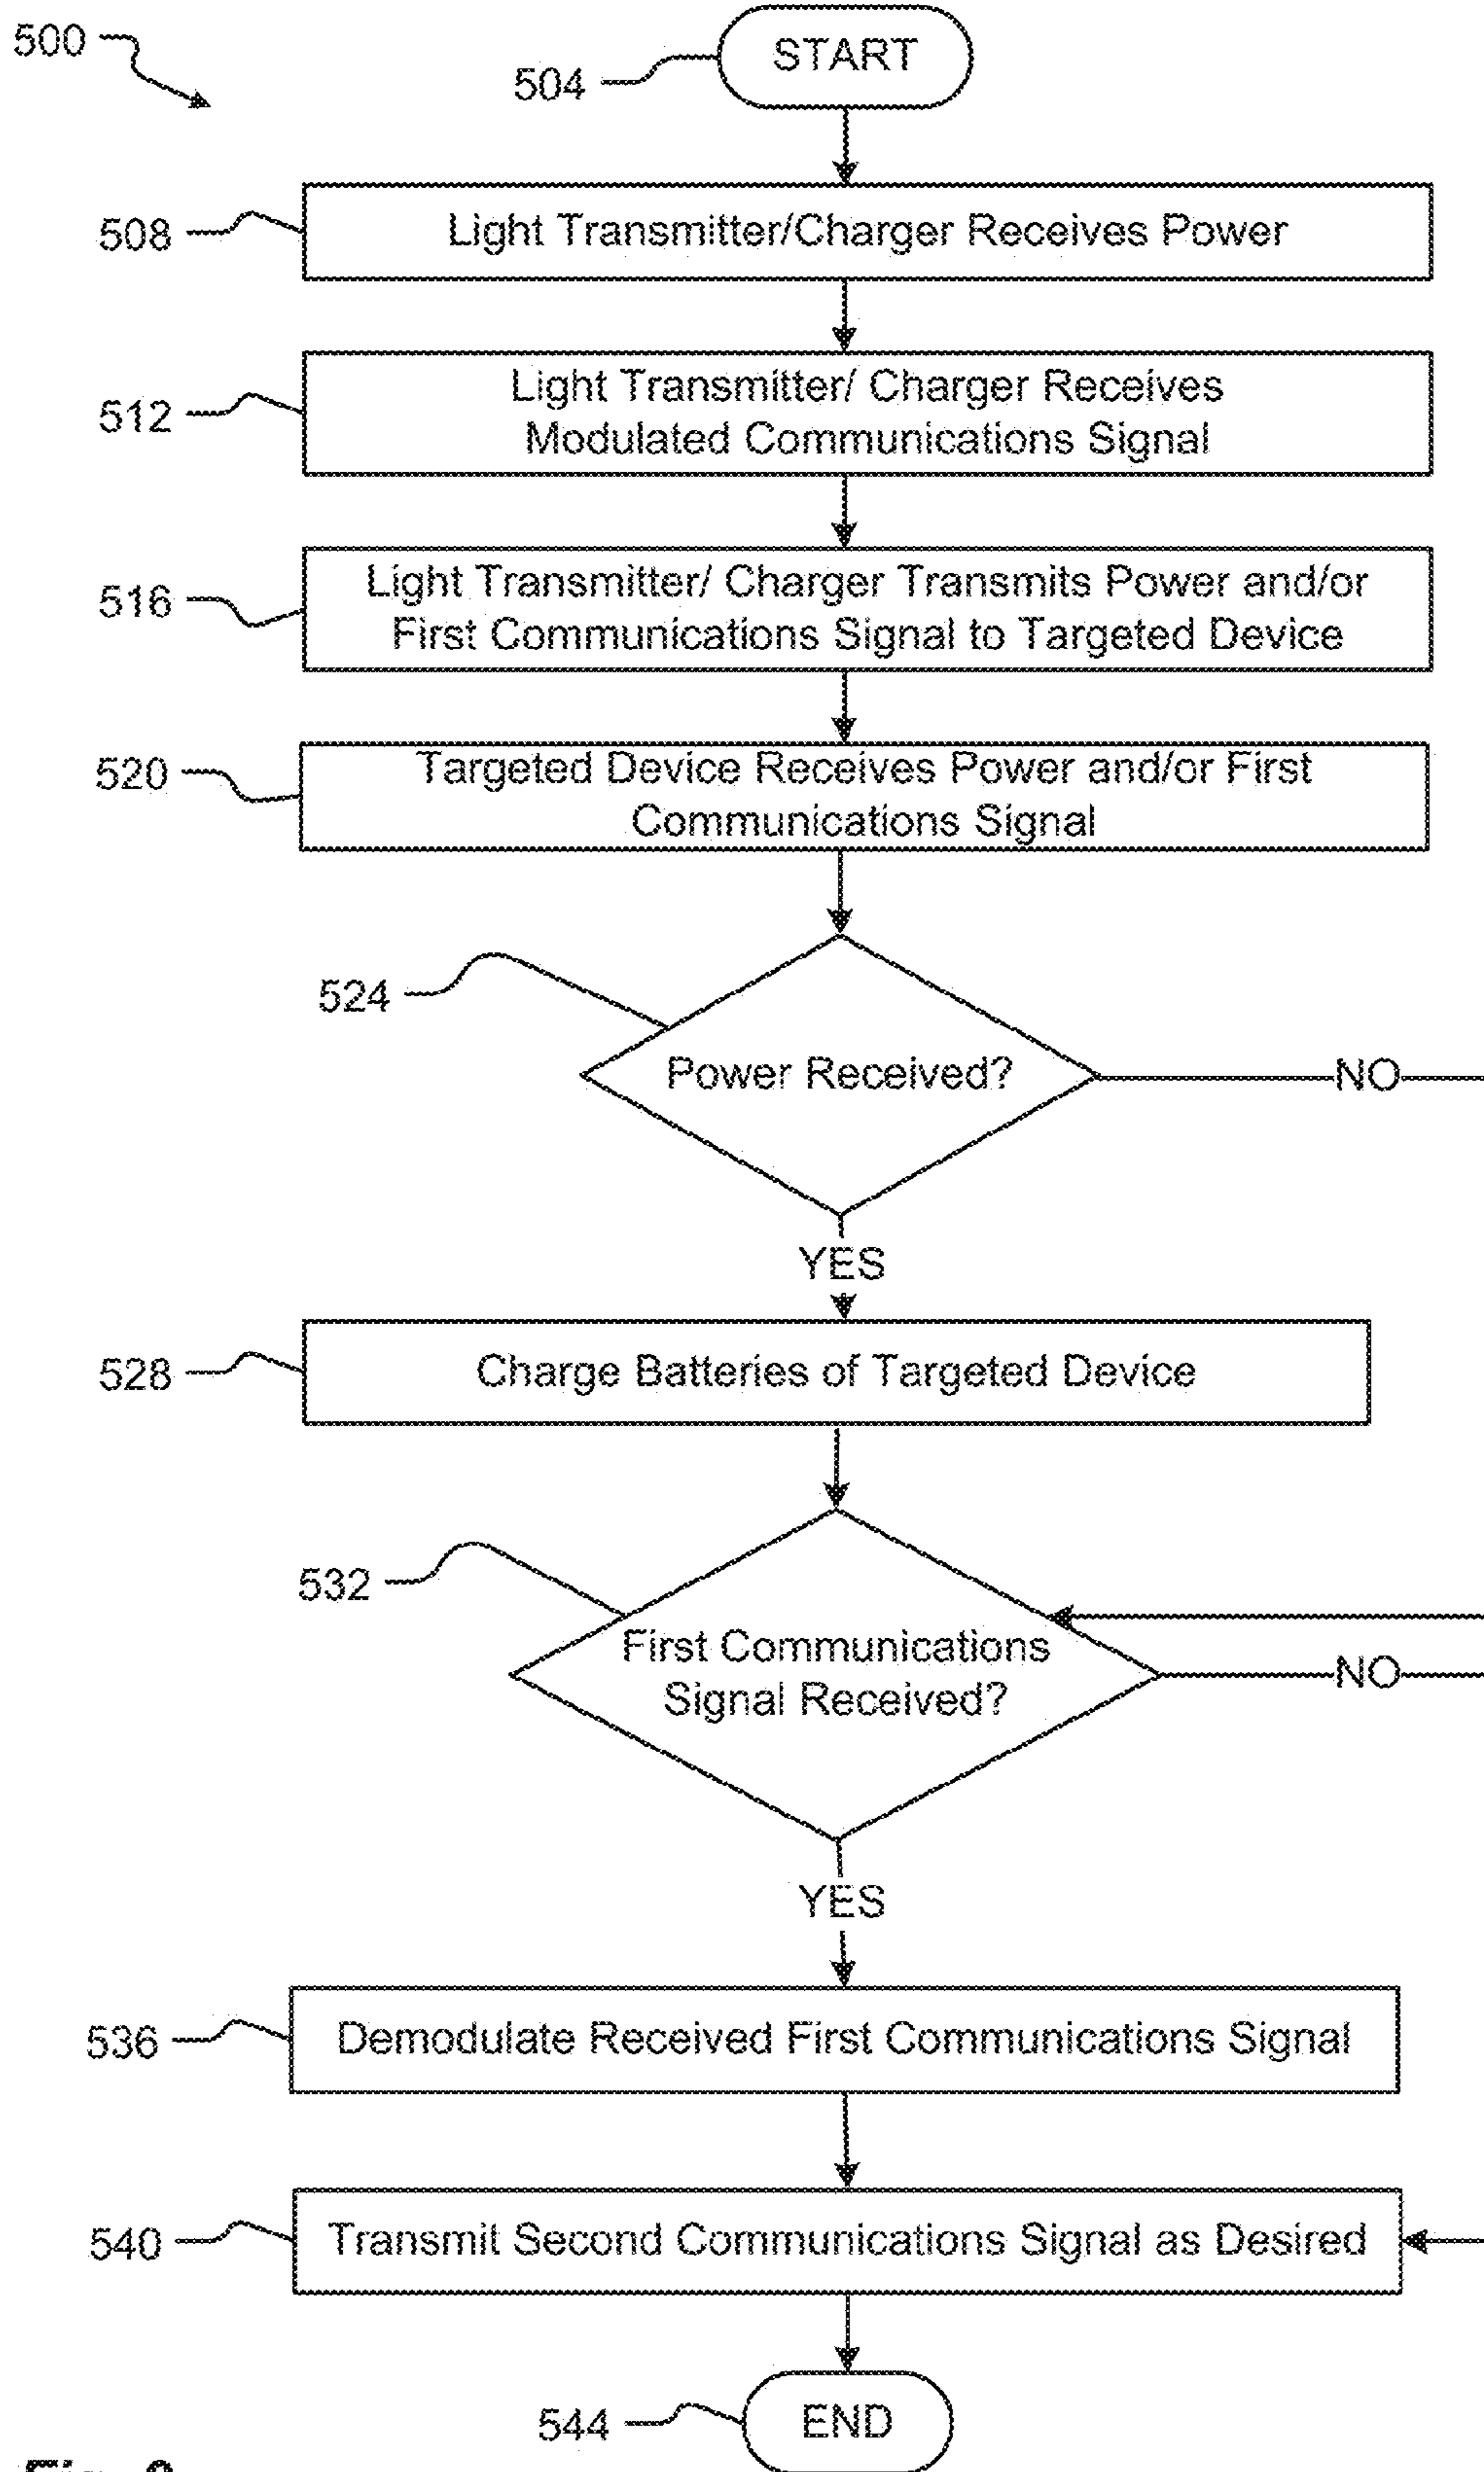 500
504
START
508
Light Transmitter/Charger Receives Power
512
Light Transmitter/ Charger Receives
Modulated Communications Signal
516
Light Transmitter/ Charger Transmits Power and/or
First Communications Signal to Targeted Device
520
Targeted Device Receives Power and/or First
Communications Signal
524
Power Received?
NO
YES
528
Charge Batteries of Targeted Device
532
First Communications
Signal Received?
NO
YES
536
Demodulate Received First Communications Signal
540
Transmit Second Communications Signal as Desired
544
END